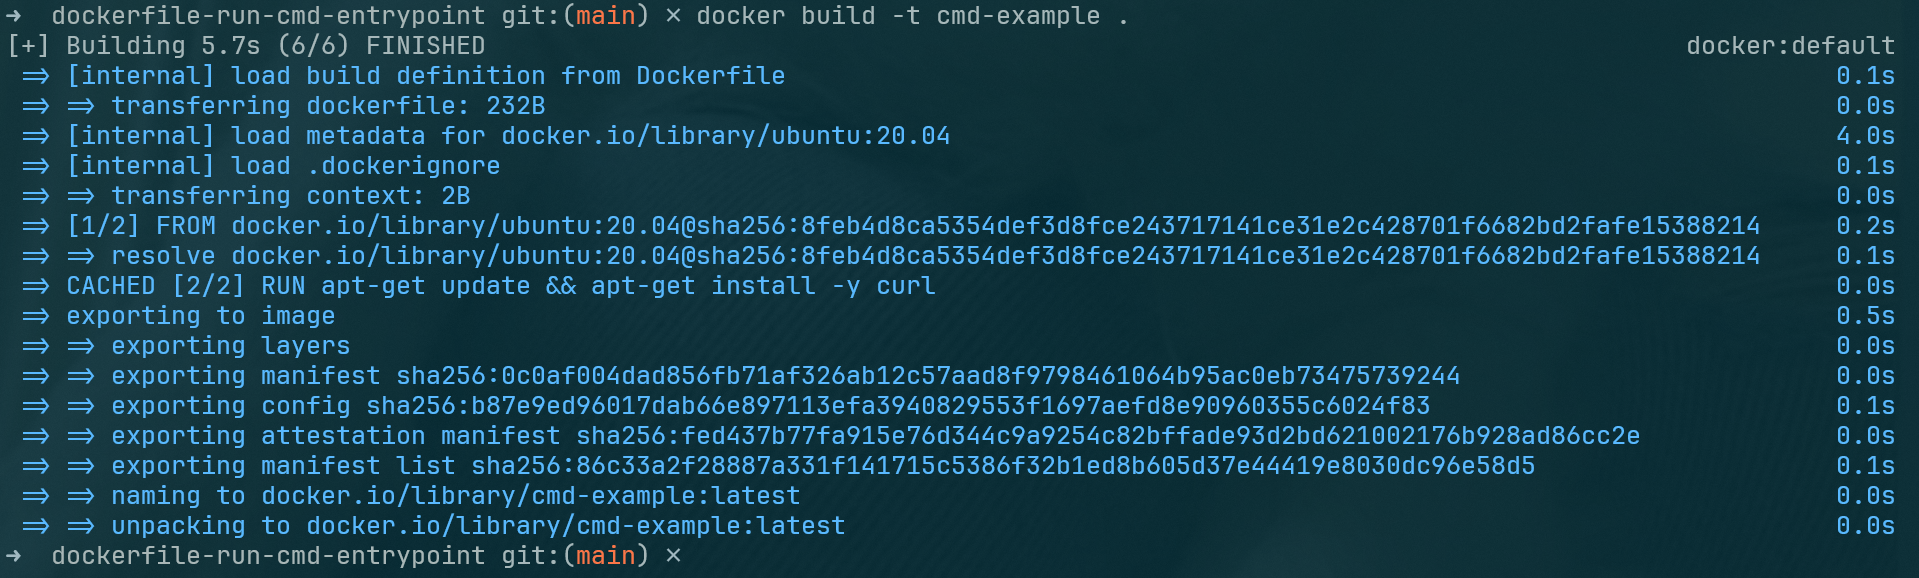 ➜  dockerfile-run-cmd-entrypoint git:(main) ✗ docker build -t cmd-example .
[+] Building 5.7s (6/6) FINISHED docker:default
=> [internal] load build definition from Dockerfile 0.1s
=> => transferring dockerfile: 232B 0.0s
=> [internal] load metadata for docker.io/library/ubuntu:20.04 4.0s
=> [internal] load .dockerignore 0.1s
=> => transferring context: 2B 0.0s
=> [1/2] FROM docker.io/library/ubuntu:20.04@sha256:8feb4d8ca5354def3d8fce243717141ce31e2c428701f6682bd2fafe15388214 0.2s
=> => resolve docker.io/library/ubuntu:20.04@sha256:8feb4d8ca5354def3d8fce243717141ce31e2c428701f6682bd2fafe15388214 0.1s
=> CACHED [2/2] RUN apt-get update && apt-get install -y curl 0.0s
=> exporting to image 0.5s
=> => exporting layers 0.0s
=> => exporting manifest sha256:0c0af004dad856fb71af326ab12c57aad8f9798461064b95ac0eb73475739244 0.0s
=> => exporting config sha256:b87e9ed96017dab66e897113efa3940829553f1697aefd8e90960355c6024f83 0.1s
=> => exporting attestation manifest sha256:fed437b77fa915e76d344c9a9254c82bffade93d2bd621002176b928ad86cc2e 0.0s
=> => exporting manifest list sha256:86c33a2f28887a331f141715c5386f32b1ed8b605d37e44419e8030dc96e58d5 0.1s
=> => naming to docker.io/library/cmd-example:latest 0.0s
=> => unpacking to docker.io/library/cmd-example:latest 0.0s
➜  dockerfile-run-cmd-entrypoint git:(main) ✗